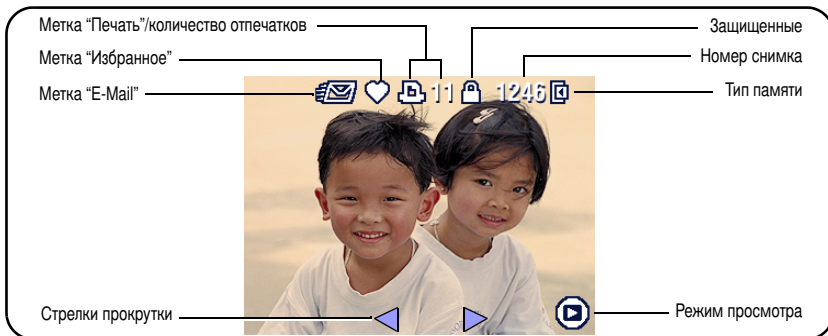 Метка “Печать”/количество отпечатков
Защищенные
Метка “Избранное”
Номер снимка
Метка “E-Mail”
11
1246
Тип памяти
Стрелки прокрутки
Режим просмотра